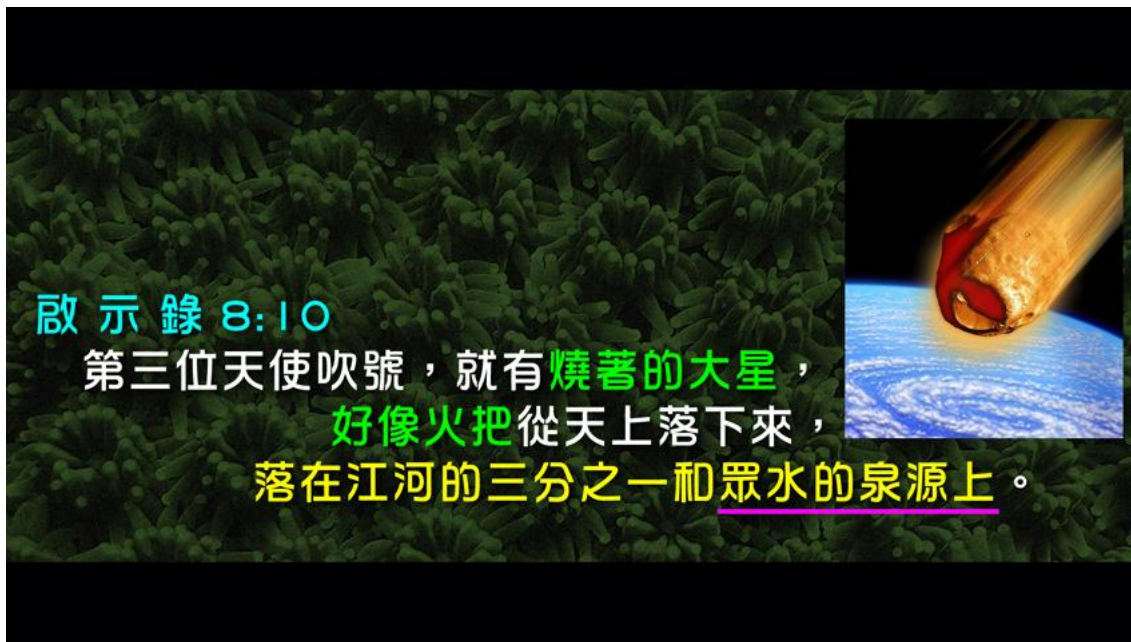 啟示錄 8:10
第三位天使吹號，就有燒著的大星，
好像火把從天上落下來，
落在江河的三分之一和眾水的泉源上。